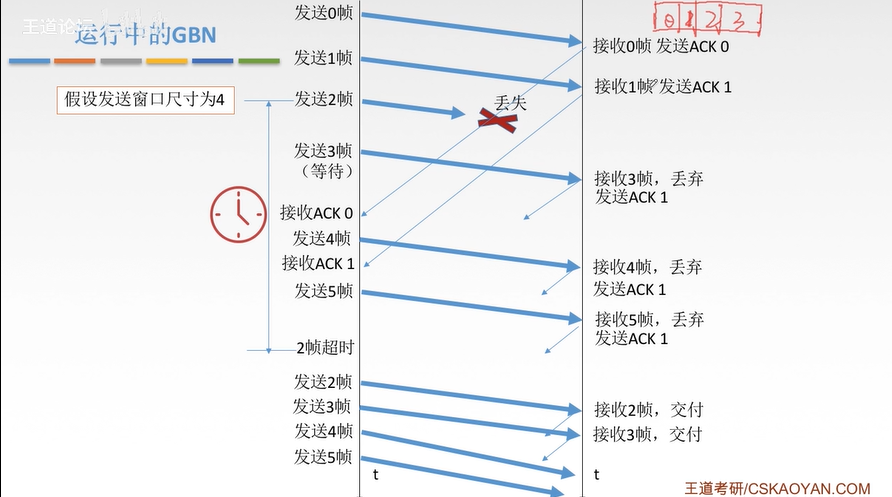 王道论坛
运行中的GBN
假设发送窗口尺寸为4
发送0帧
发送1帧
发送2帧
发送3帧
（等待）
接收ACK 0
发送4帧
接收ACK 1
发送5帧
2帧超时
发送2帧
发送3帧
发送4帧
发送5帧
t
丢失
0 1 2 3
接收0帧 发送ACK 0
接收1帧 发送ACK 1
接收3帧，丢弃
发送ACK 1
接收4帧，丢弃
发送ACK 1
接收5帧，丢弃
发送ACK 1
接收2帧，交付
接收3帧，交付
t
王道考研/CSKAOYAN.COM